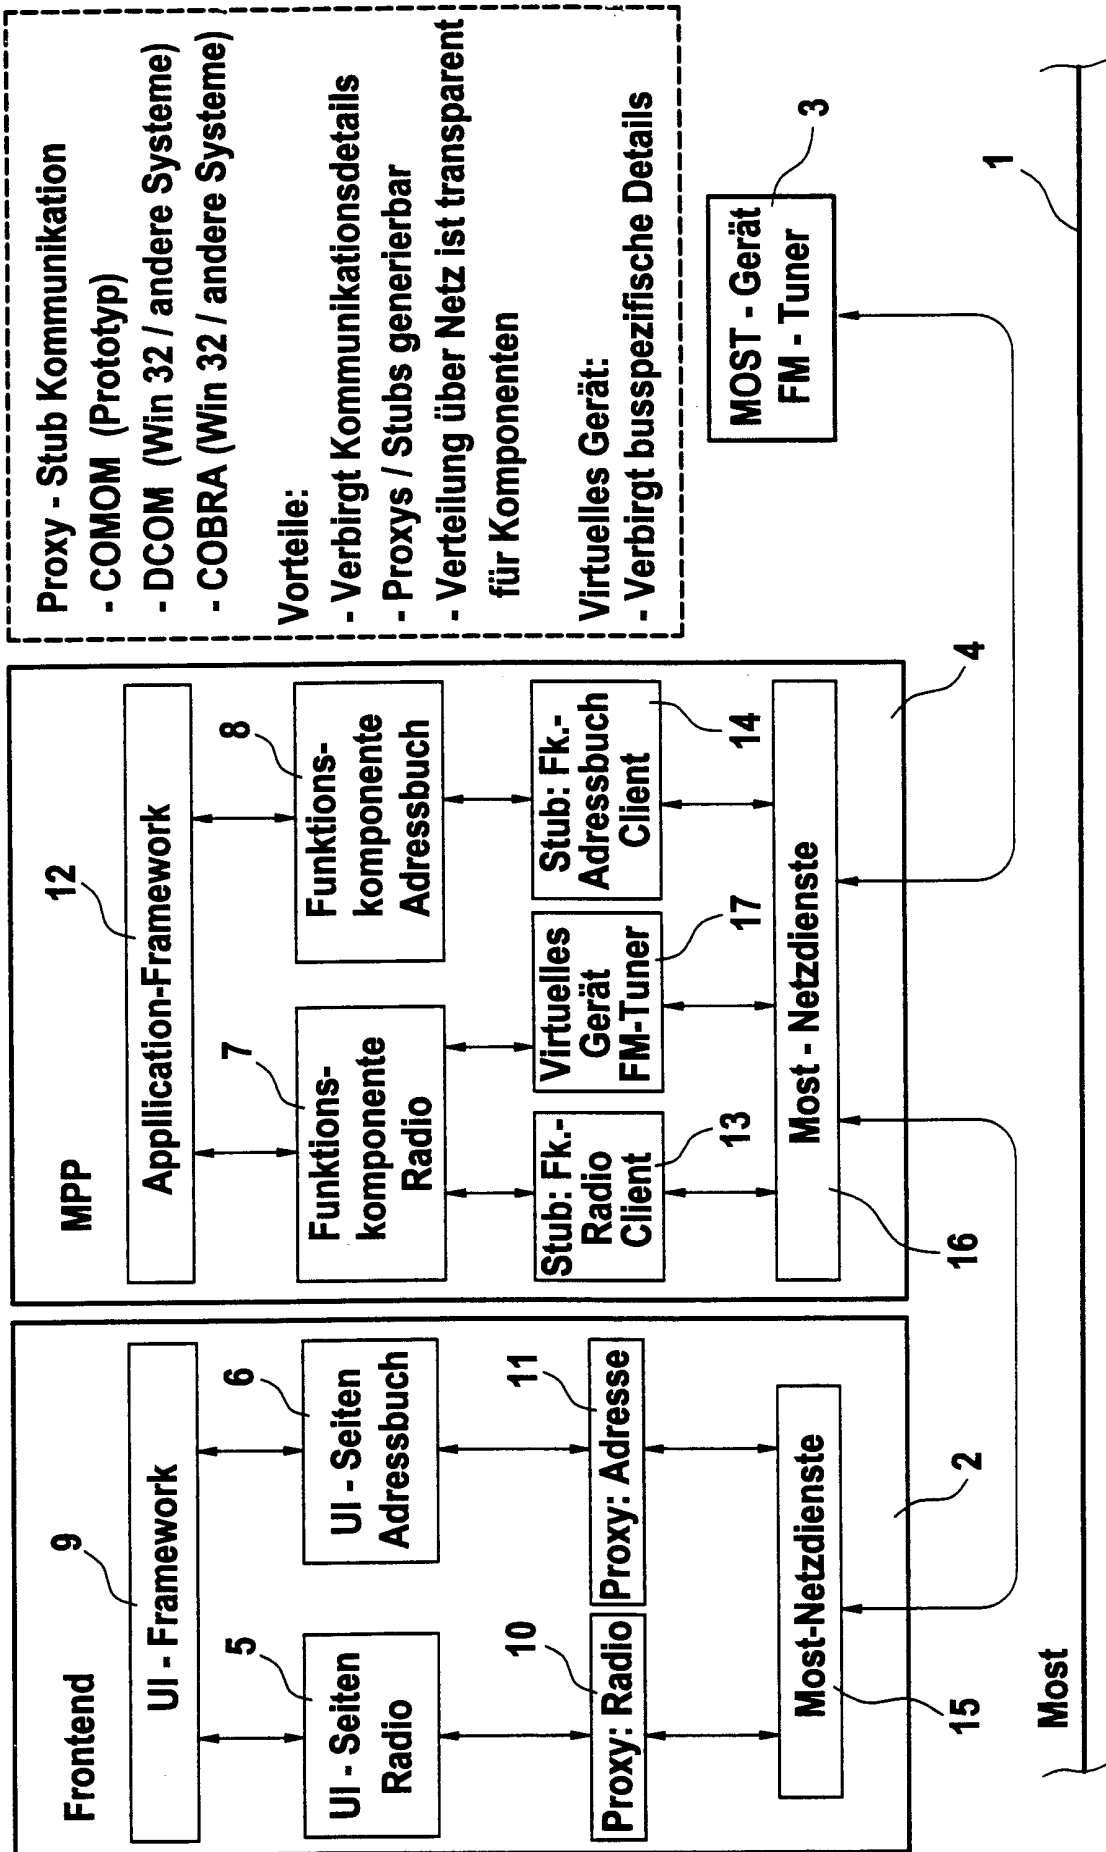 Frontend
9
UI - Framework
5
UI - Seiten
Radio
6
UI - Seiten
Adressbuch
10
Proxy: Radio
11
Proxy: Adresse
Most-Netzdienste
15
2
MPP
12
Application-Framework
7
Funktions-
komponente
Radio
8
Funktions-
komponente
Adressbuch
Stub: Fk.-
Radio
Client
13
Virtuelles
Gerät
FM-Tuner
17
Stub: Fk.-
Adressbuch
Client
14
Most - Netzdienste
16
4
Proxy - Stub Kommunikation
- COMOM (Prototyp)
- DCOM (Win 32 / andere Systeme)
- COBRA (Win 32 / andere Systeme)
Vorteile:
- Verbirgt Kommunikationsdetails
- Proxys / Stubs generierbar
- Verteilung über Netz ist transparent
für Komponenten
Virtuelles Gerät:
- Verbirgt busspezifische Details
MOST - Gerät
FM - Tuner
3
Most
1